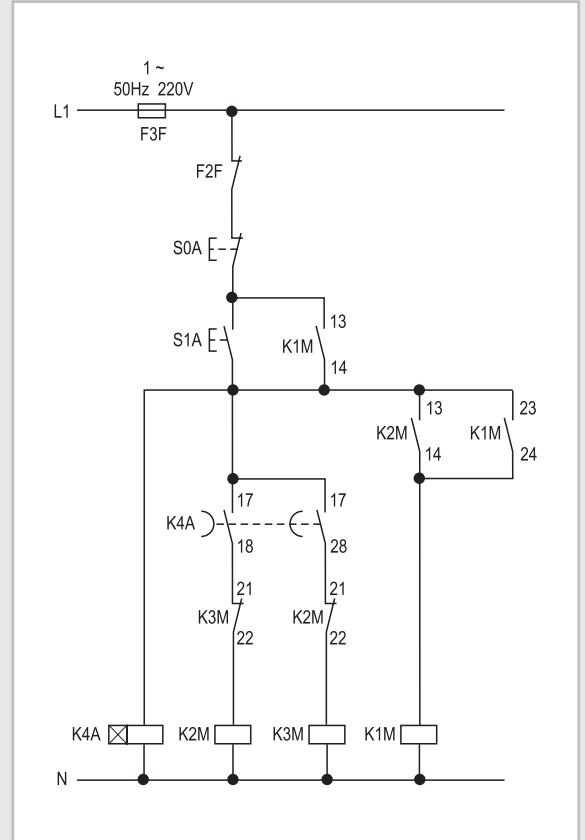 1 ~
50Hz 220V
L1
F3F
F2F
S0A
S1A
13
K1M
14
13
23
K2M
K1M
14
24
17
17
K4A
18
28
21
21
K3M
K2M
22
22
K4A
K2M
K3M
K1M
N